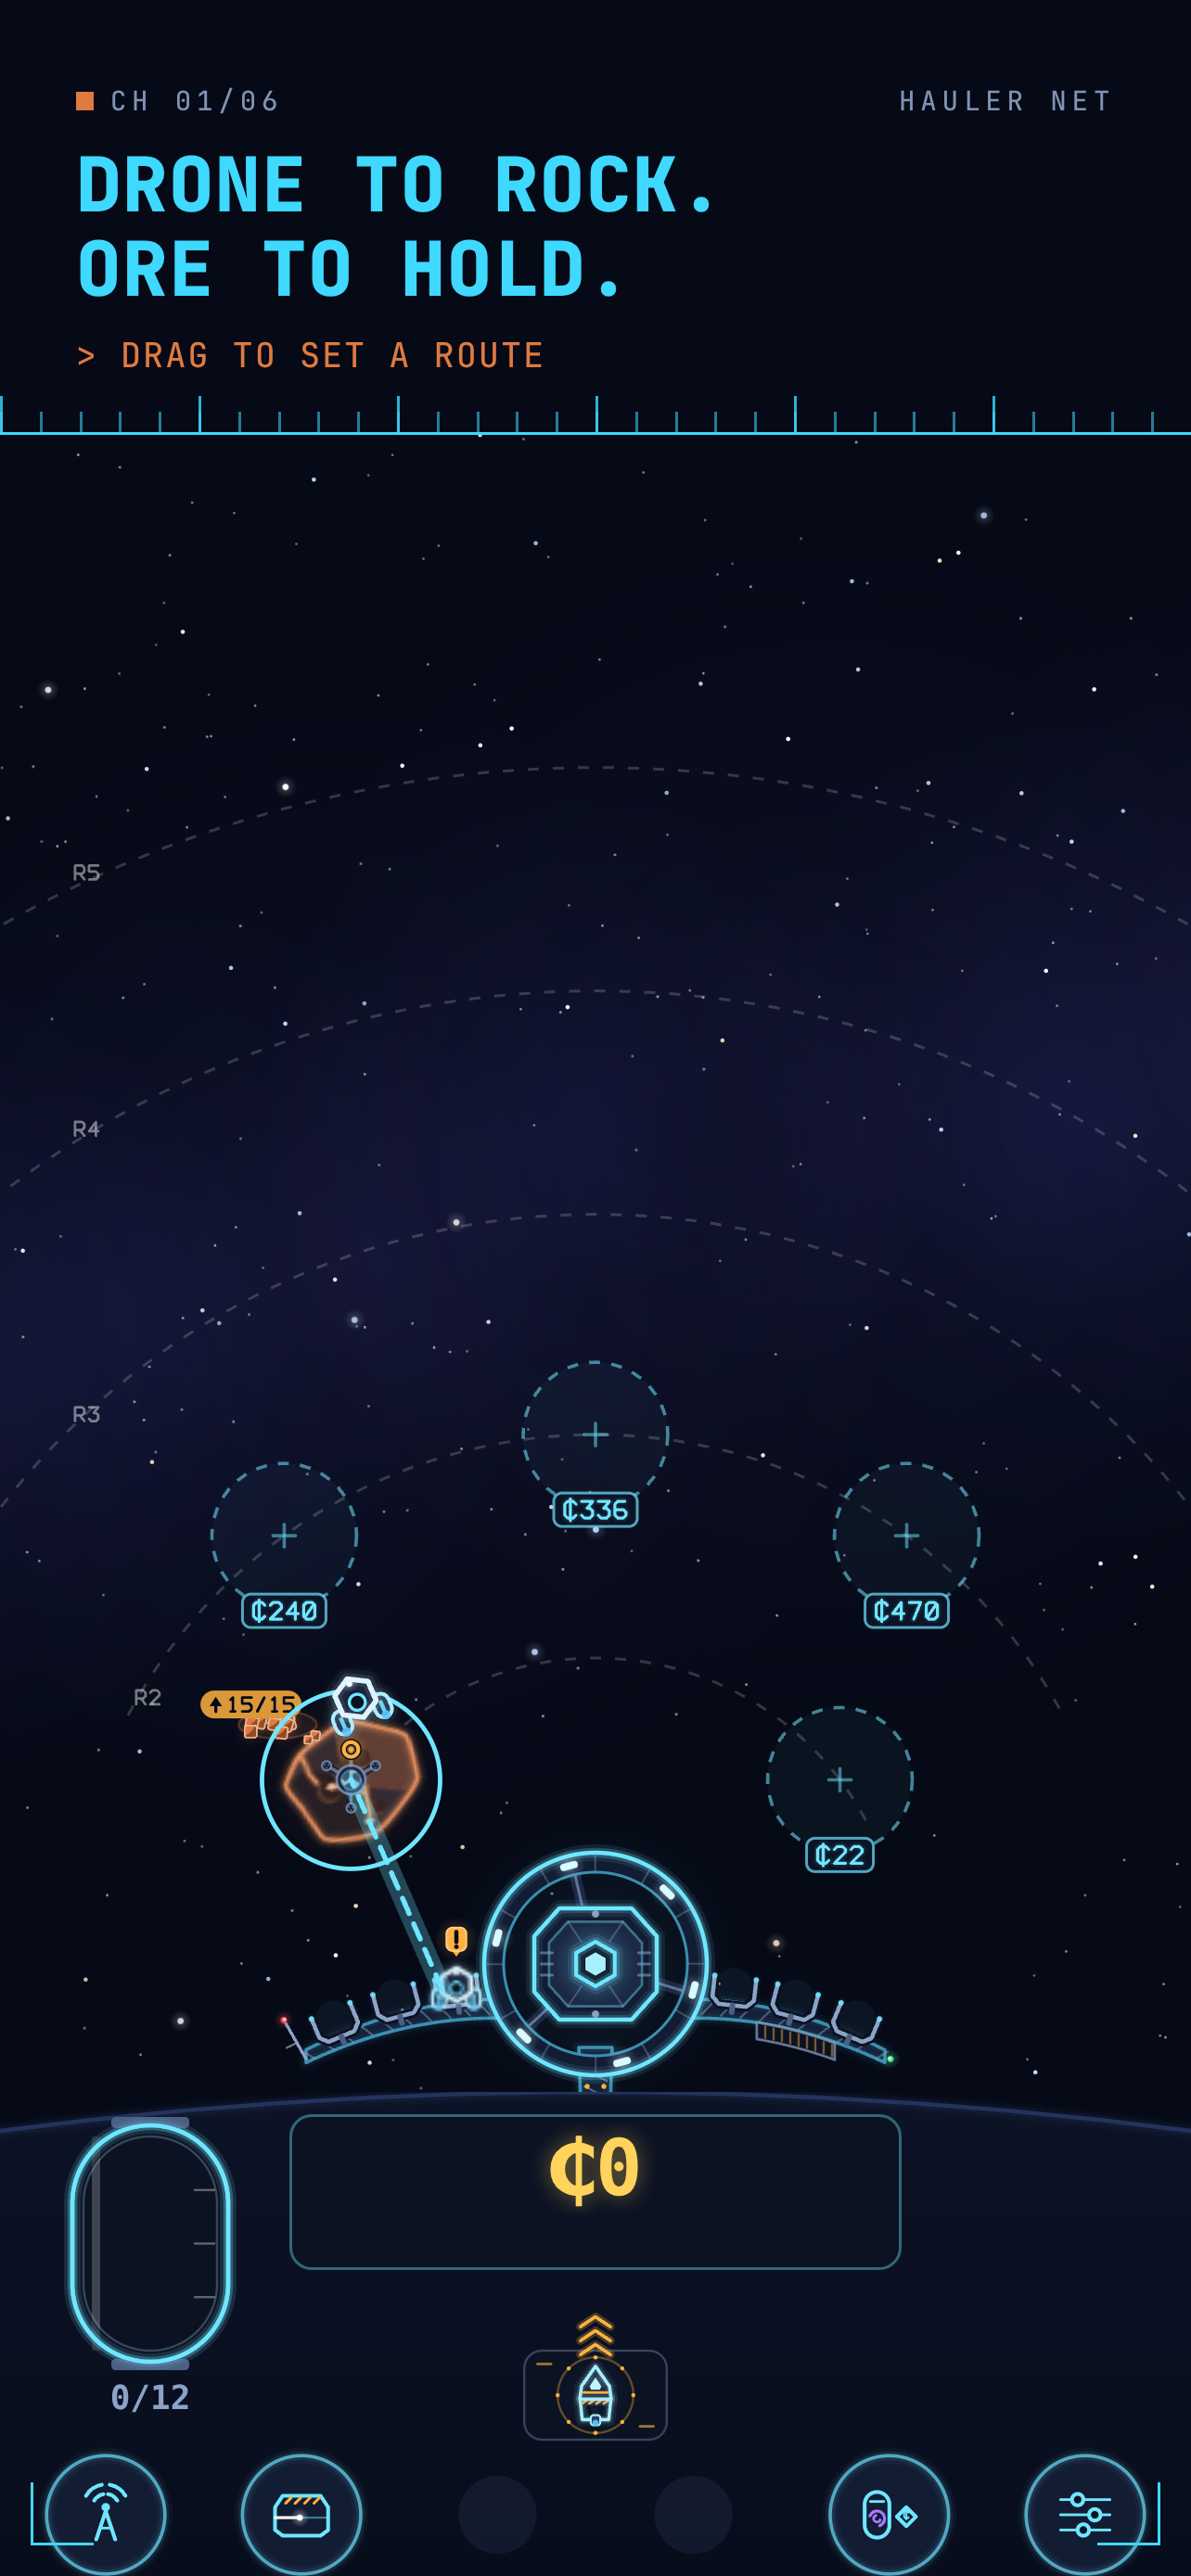 CH 01/06
HAULER NET
DRONE TO ROCK.
ORE TO HOLD.
> DRAG TO SET A ROUTE
R5
R4
R3
₵336
₵240
₵470
R2
15/15
₵22
!
₵0
0/12